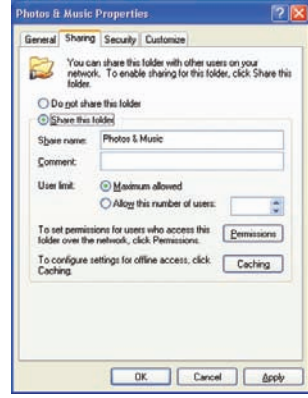 Photos & Music Properties
General Sharing Security Customize
You can share this folder with other users on your
network. To enable sharing for this folder, click Share this
folder.
Do not share this folder
Share this folder
Share name: Photos & Music
Comment:
User limit: Maximum allowed
Allow this number of users:
To set permissions for users who access this
folder over the network, click Permissions.
Permissions
To configure settings for offline access, click
Caching.
Caching
OK Cancel Apply